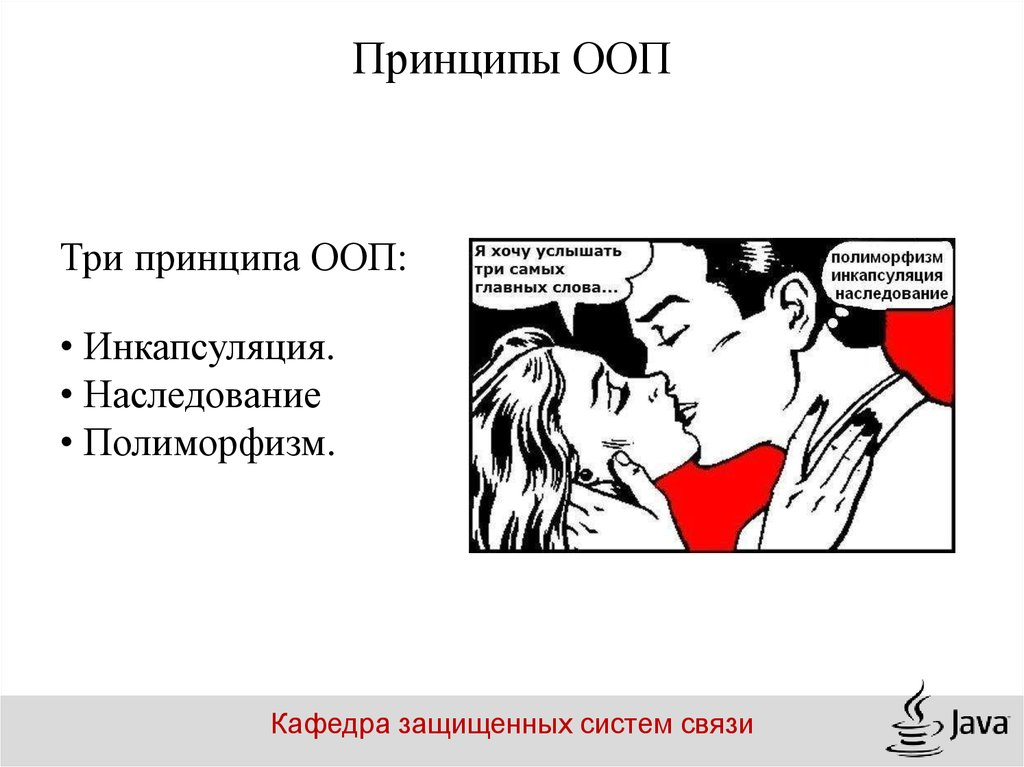 Принципы ООП
Три принципа ООП:
• Инкапсуляция.
• Наследование
• Полиморфизм.
Я хочу услышать
три самых
главных слова...
полиморфизм
инкапсуляция
наследование
Кафедра защищенных систем связи
Java